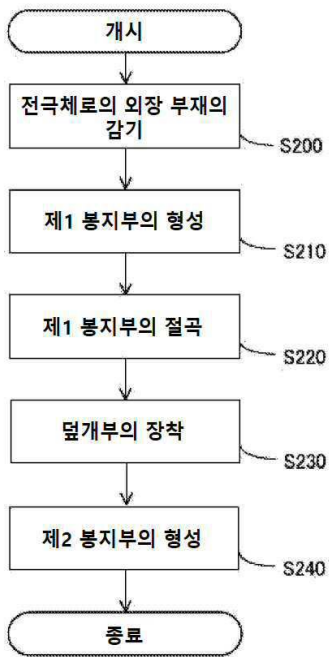 개시
전극체로의 외장 부재의
감기
S200
제1 봉지부의 형성
S210
제1 봉지부의 절곡
S220
덮개부의 장착
S230
제2 봉지부의 형성
S240
종료